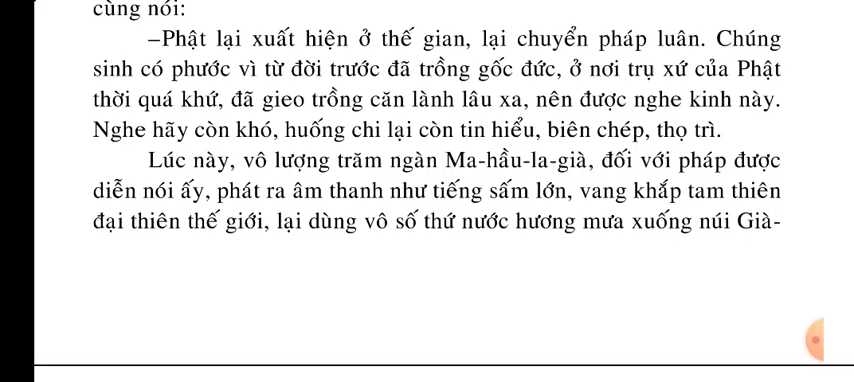 cùng nói:
–Phật lại xuất hiện ở thế gian, lại chuyển pháp luân. Chúng
sinh có phước vì từ đời trước đã trồng gốc đức, ở nơi trụ xứ của Phật
thời quá khứ, đã gieo trồng căn lành lâu xa, nên được nghe kinh này.
Nghe hãy còn khó, huống chi lại còn tin hiểu, biên chép, thọ trì.
Lúc này, vô lượng trăm ngàn Ma-hầu-la-già, đối với pháp được
diễn nói ấy, phát ra âm thanh như tiếng sấm lớn, vang khắp tam thiên
đại thiên thế giới, lại dùng vô số thứ nước hương mưa xuống núi Già-